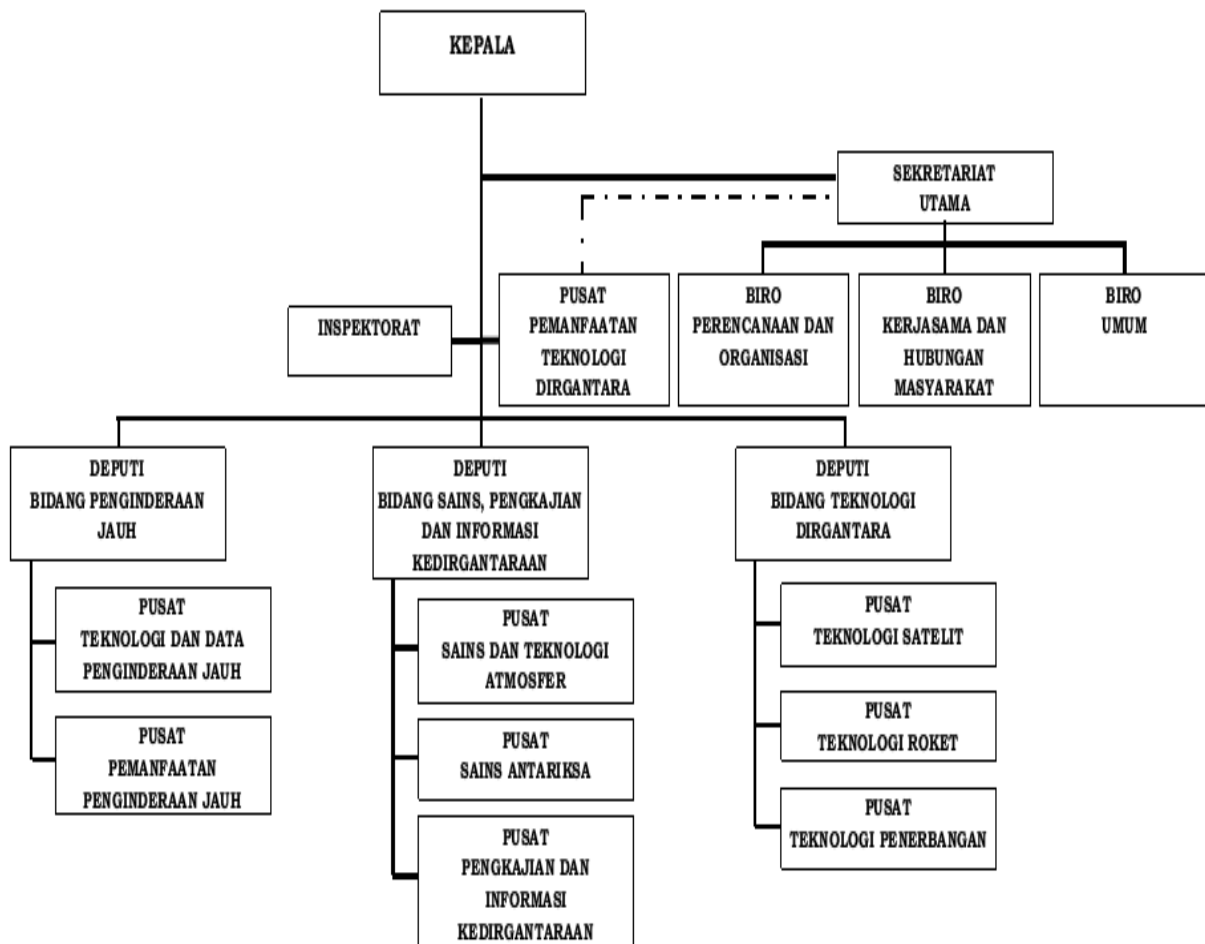 KEPALA
SEKRETARIAT
UTAMA
INSPEKTORAT
PUSAT
PEMANFAATAN
TEKNOLOGI
DIRGANTARA
BIRO
PERENCANAAN DAN
ORGANISASI
BIRO
KERJASAMA DAN
HUBUNGAN
MASYARAKAT
BIRO
UMUM
DEPUTI
BIDANG PENGINDERAAN
JAUH
PUSAT
TEKNOLOGI DAN DATA
PENGINDERAAN JAUH
PUSAT
PEMANFAATAN
PENGINDERAAN JAUH
DEPUTI
BIDANG SAINS, PENGKAJIAN
DAN INFORMASI
KEDIRGANTARAAN
PUSAT
SAINS DAN TEKNOLOGI
ATMOSFER
PUSAT
SAINS ANTARIKSA
PUSAT
PENGKAJIAN DAN
INFORMASI
KEDIRGANTARAAN
DEPUTI
BIDANG TEKNOLOGI
DIRGANTARA
PUSAT
TEKNOLOGI SATELIT
PUSAT
TEKNOLOGI ROKET
PUSAT
TEKNOLOGI PENERBANGAN